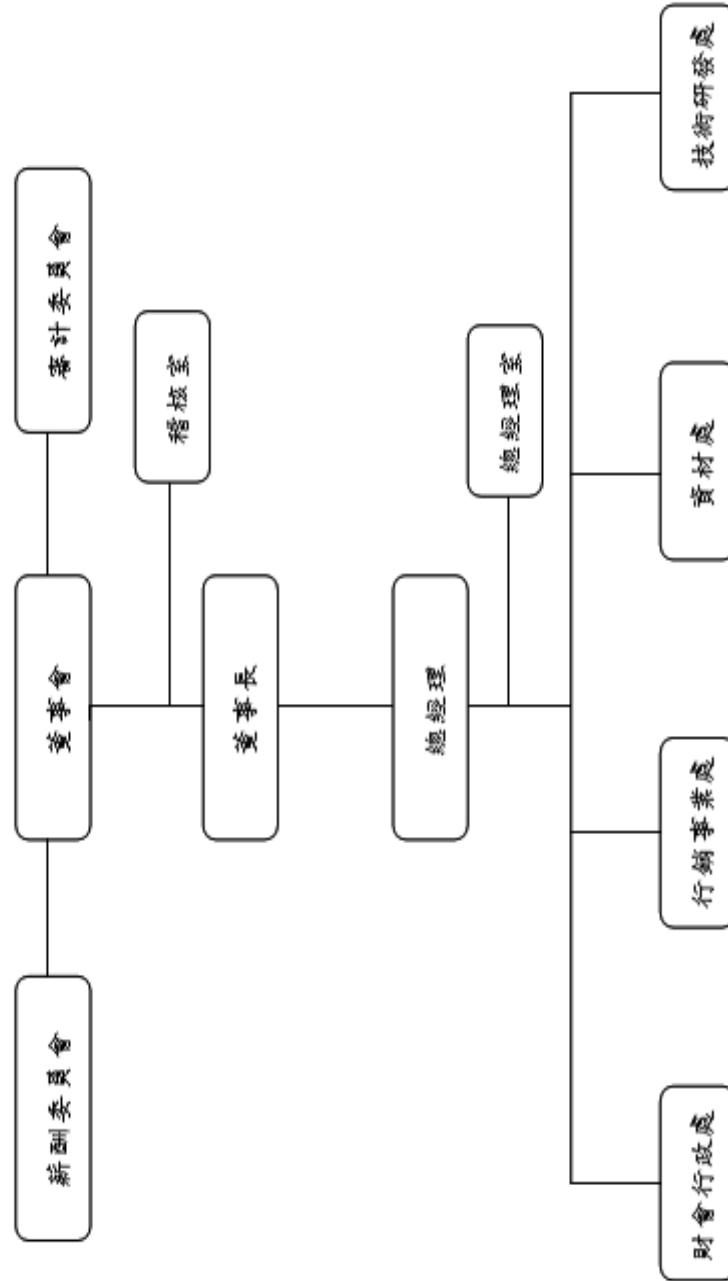 薪酬委員會
董事會
審計委員會
稽核室
董事長
總經理
總經理室
財會行政處
行銷事業處
資材處
技術研發處